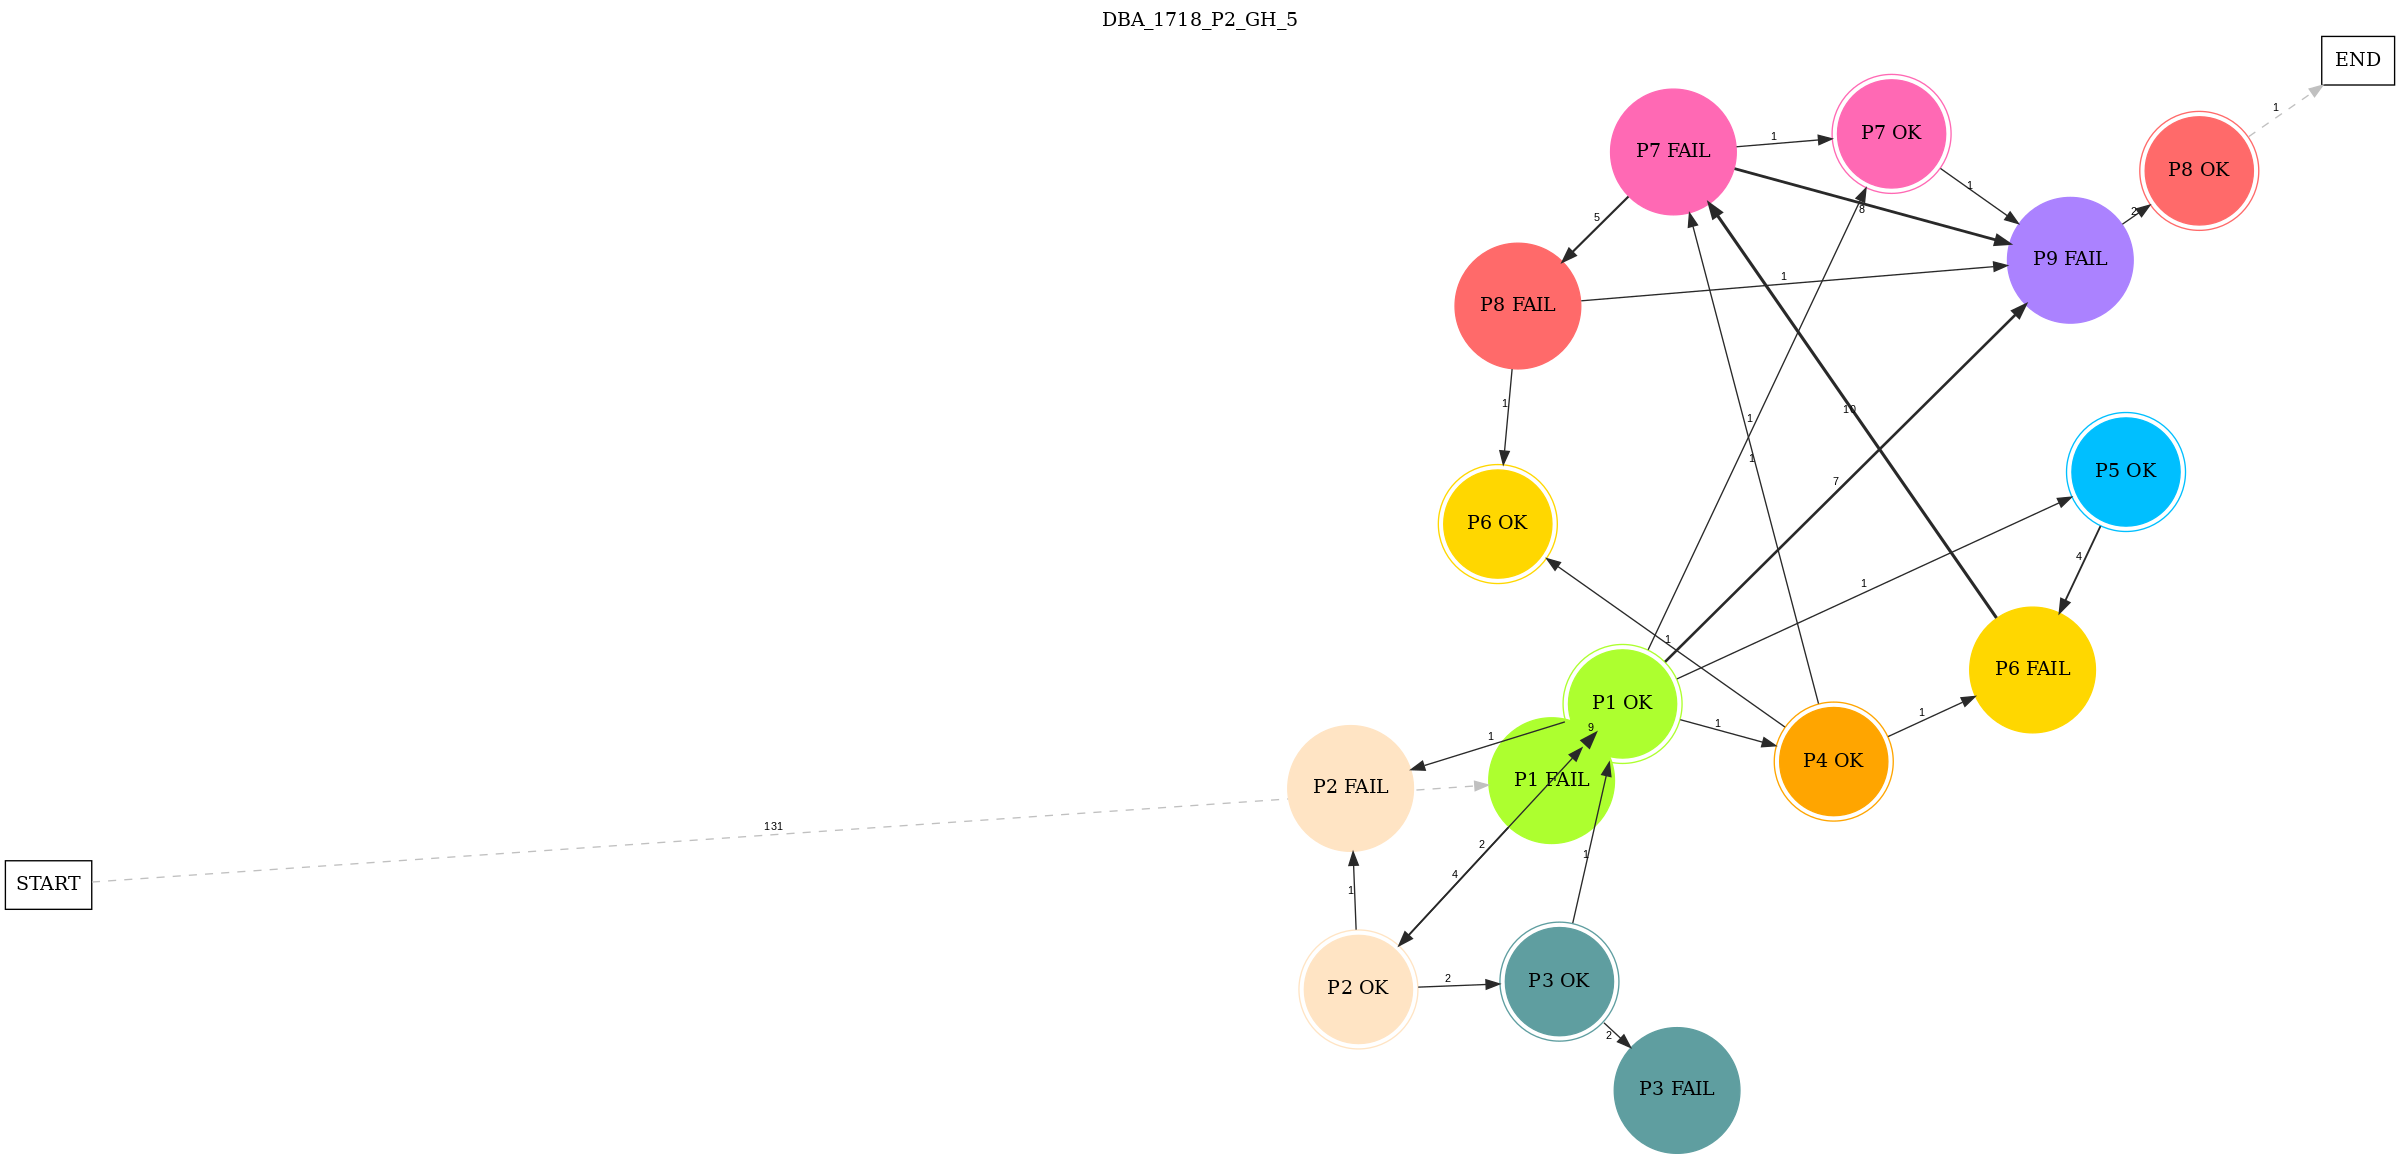 DBA_1718_P2_GH_5
END
1
P7 OK
P7 FAIL
1
P8 OK
1
8
2
5
P9 FAIL
1
P8 FAIL
1
10
1
1
7
P5 OK
P6 OK
4
1
1
P6 FAIL
P1 OK
1
1
9
1
P4 OK
P1 FAIL
P2 FAIL
131
2
1
4
START
1
2
P3 OK
P2 OK
2
P3 FAIL